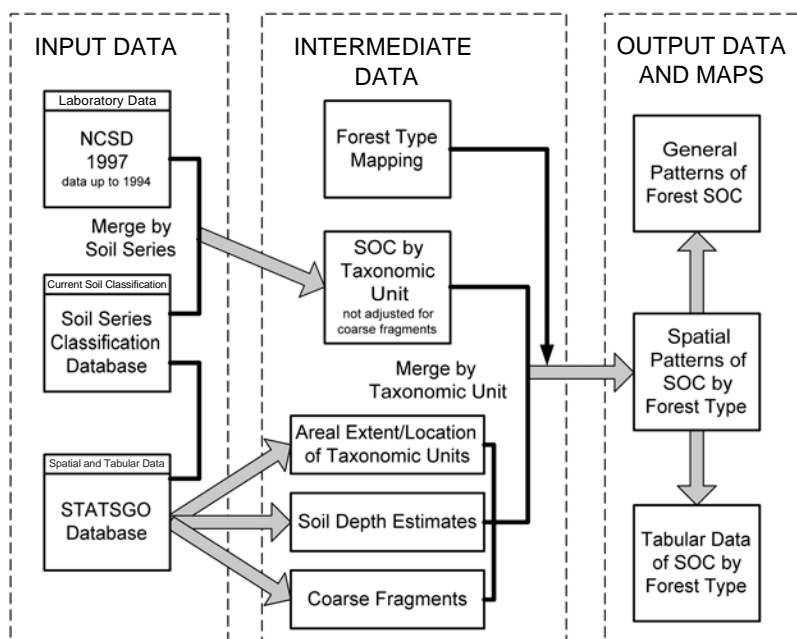 INPUT DATA
Laboratory Data
NCSD
1997
data up to 1994
Merge by
Soil Series
Current Soil Classification
Soil Series
Classification
Database
Spatial and Tabular Data
STATSGO
Database
INTERMEDIATE
DATA
Forest Type
Mapping
SOC by
Taxonomic
Unit
not adjusted for
coarse fragments
Merge by
Taxonomic Unit
Areal Extent/Location
of Taxonomic Units
Soil Depth Estimates
Coarse Fragments
OUTPUT DATA
AND MAPS
General
Patterns of
Forest SOC
Spatial
Patterns of
SOC by
Forest Type
Tabular Data
of SOC by
Forest Type